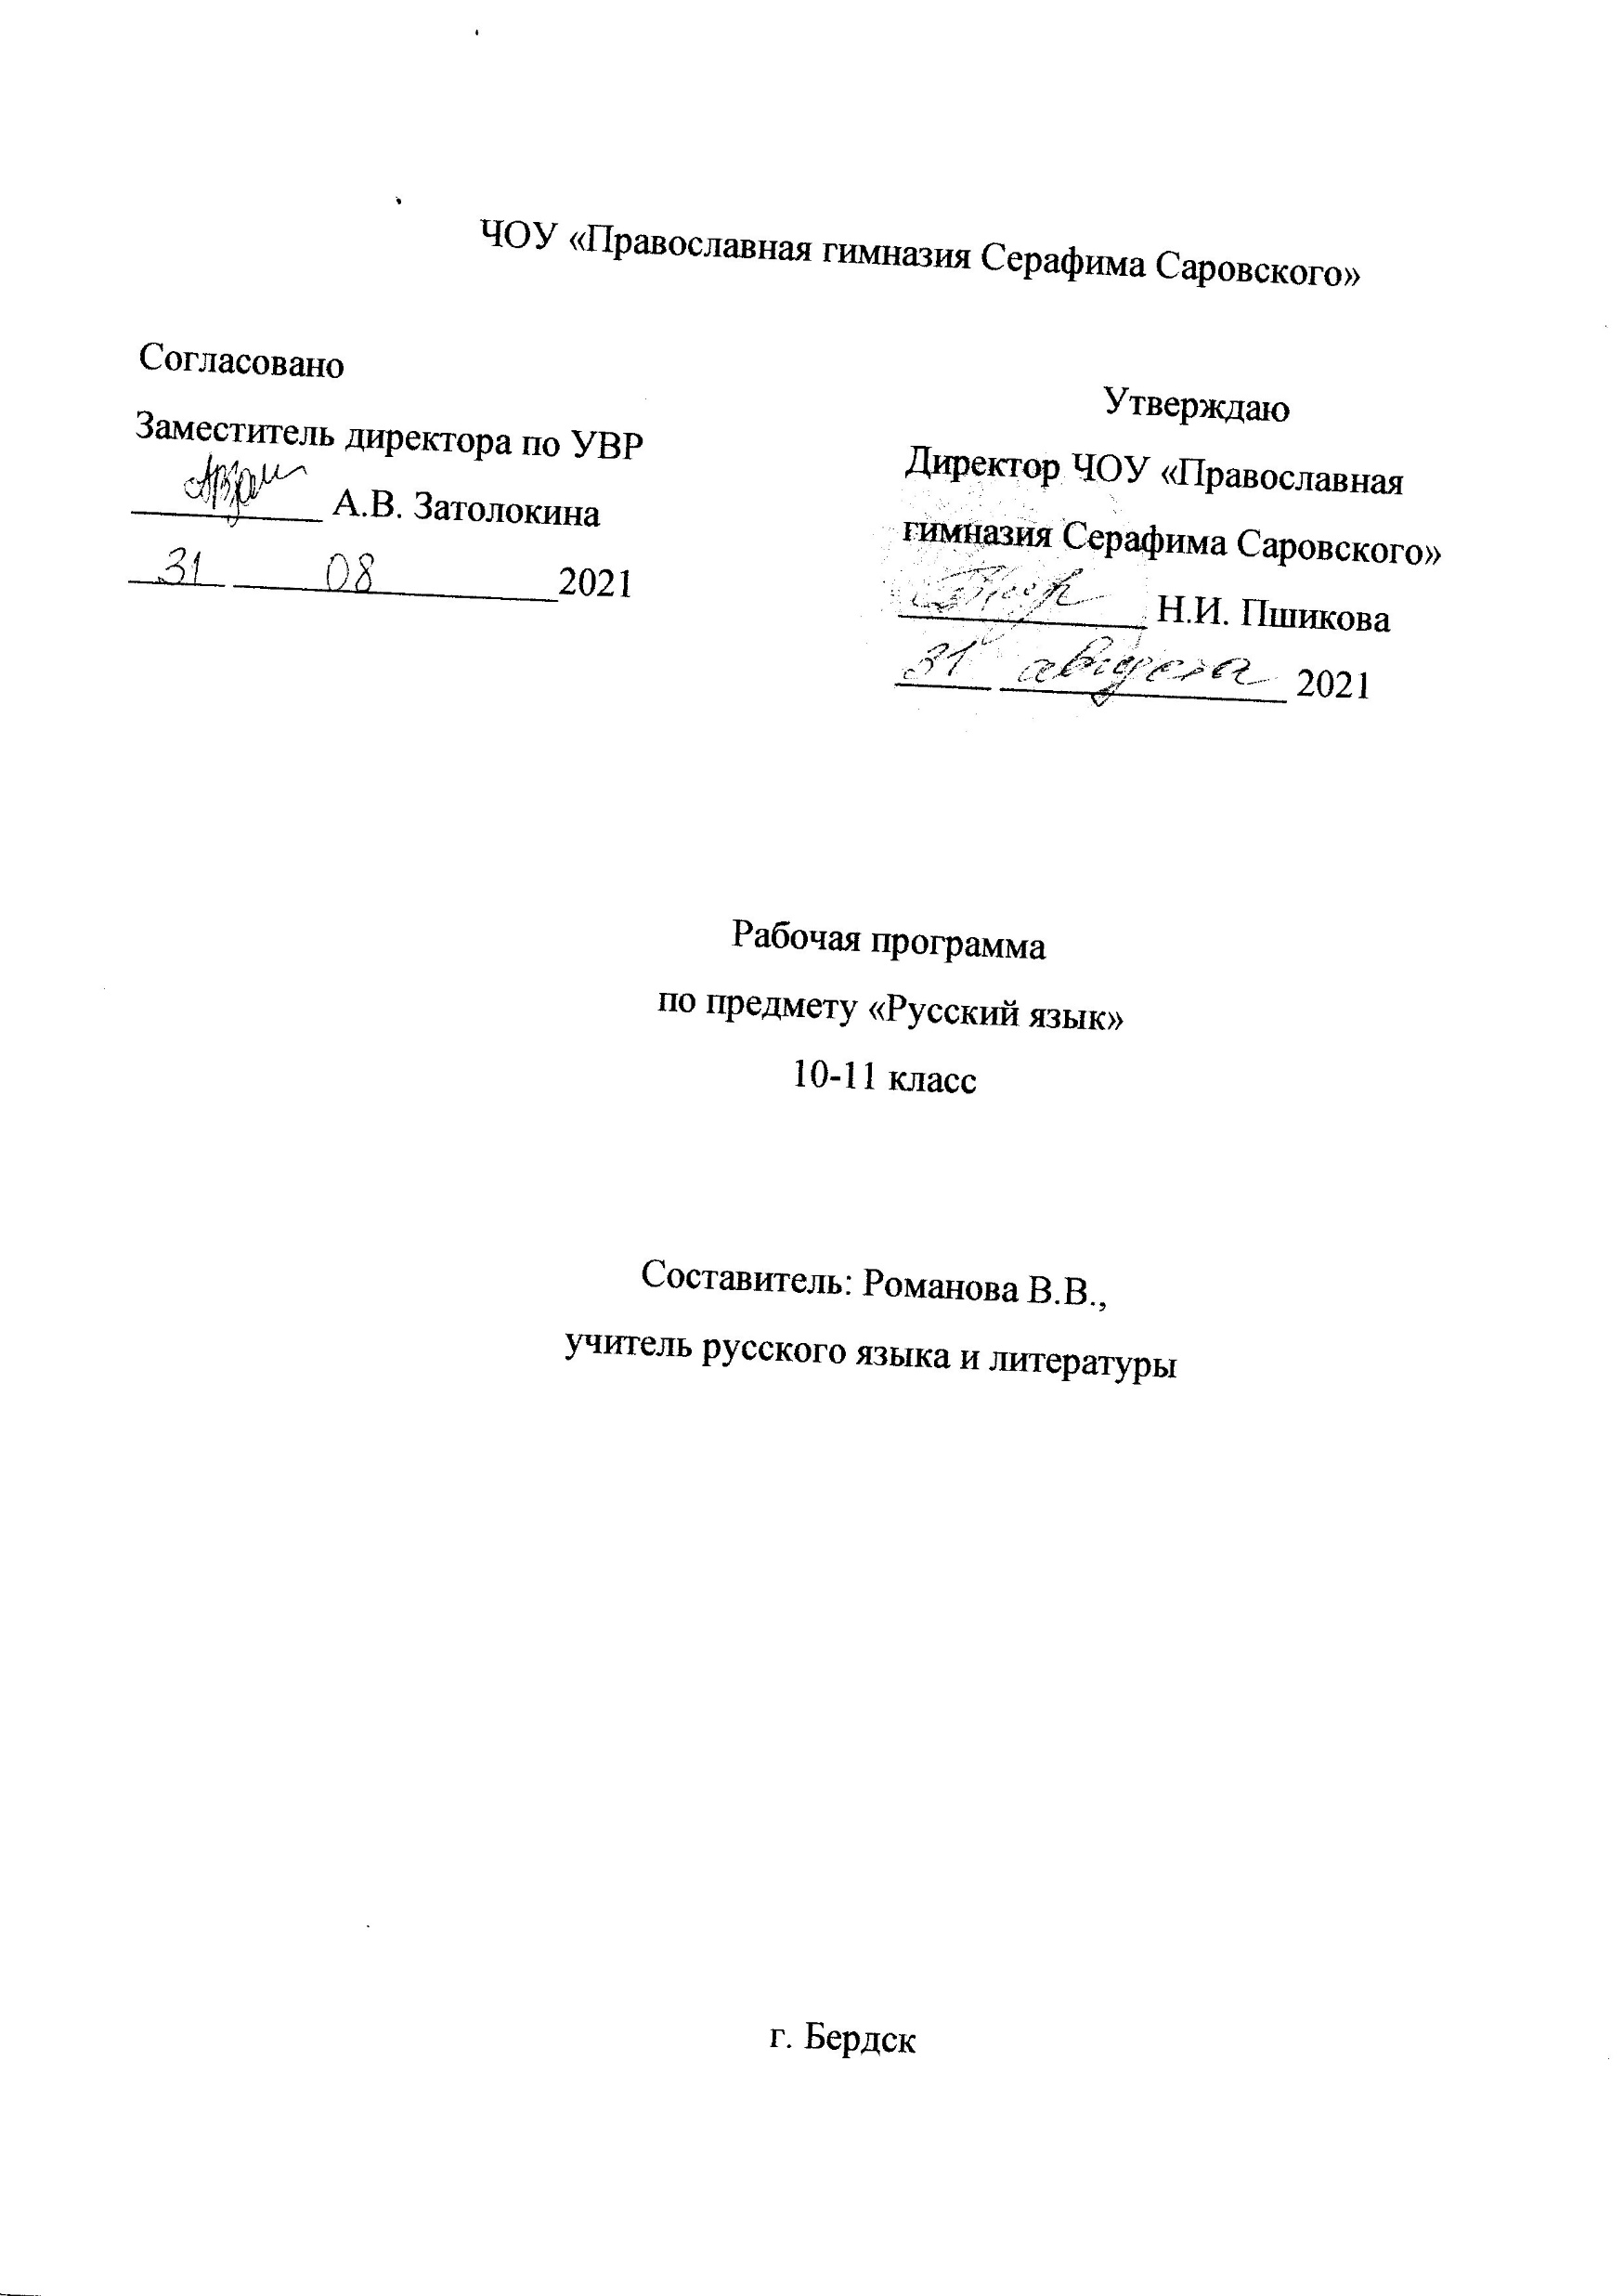 ЧОУ «Православная гимназия Серафима Саровского»
Согласовано
Заместитель директора по УВР
А.В. Затолокина
31 08 2021
Утверждаю
Директор ЧОУ «Православная
гимназия Серафима Саровского»
Н.И. Пшикова
31 августа 2021
Рабочая программа
по предмету «Русский язык»
10-11 класс
Составитель: Романова В.В.,
учитель русского языка и литературы
г. Бердск